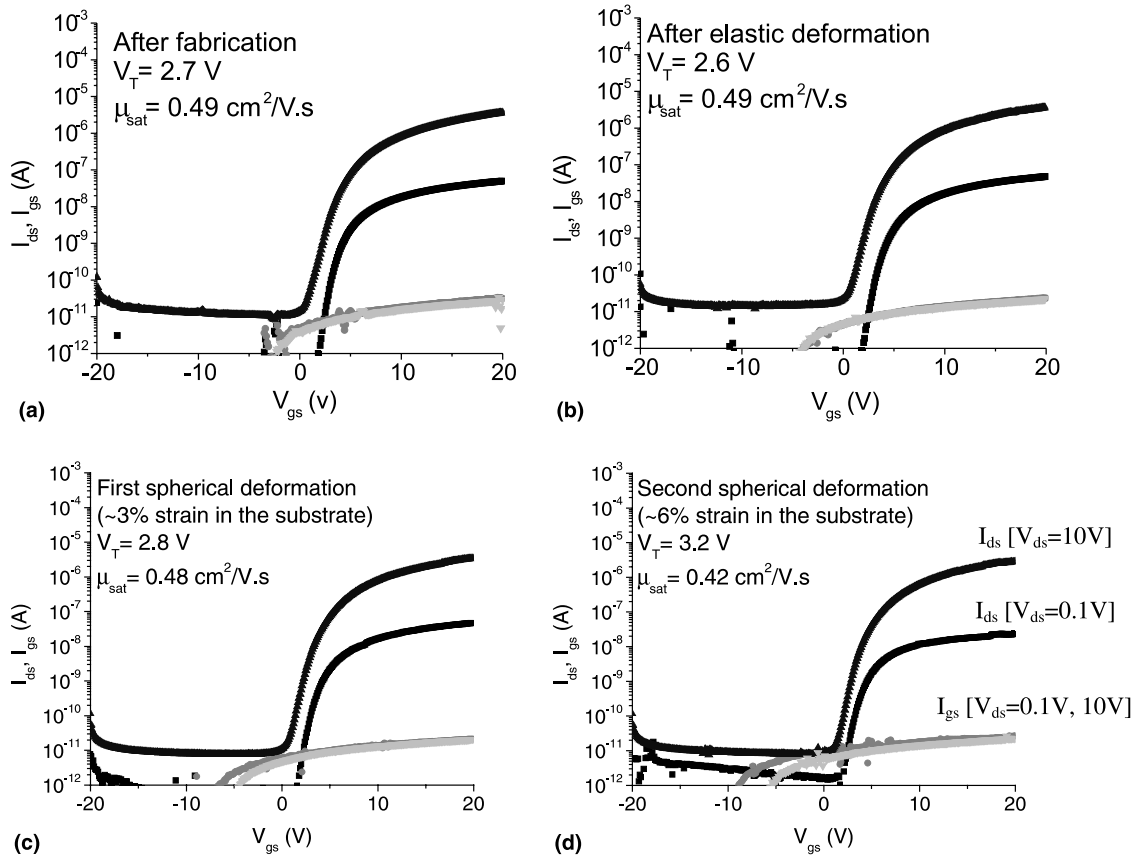 After fabrication
V_T= 2.7 V
μ_sat= 0.49 cm²/V.s
I_ds, I_gs (A)
10⁻³
10⁻⁴
10⁻⁵
10⁻⁶
10⁻⁷
10⁻⁸
10⁻⁹
10⁻¹⁰
10⁻¹¹
10⁻¹²
-20 -10 0 10 20
V_gs (v)
(a)
After elastic deformation
V_T= 2.6 V
μ_sat= 0.49 cm²/V.s
I_ds, I_gs (A)
10⁻³
10⁻⁴
10⁻⁵
10⁻⁶
10⁻⁷
10⁻⁸
10⁻⁹
10⁻¹⁰
10⁻¹¹
10⁻¹²
-20 -10 0 10 20
V_gs (V)
(b)
First spherical deformation
(~3% strain in the substrate)
V_T= 2.8 V
μ_sat= 0.48 cm²/V.s
I_ds, I_gs (A)
10⁻³
10⁻⁴
10⁻⁵
10⁻⁶
10⁻⁷
10⁻⁸
10⁻⁹
10⁻¹⁰
10⁻¹¹
10⁻¹²
-20 -10 0 10 20
V_gs (V)
(c)
Second spherical deformation
(~6% strain in the substrate)
V_T= 3.2 V
μ_sat= 0.42 cm²/V.s
I_ds [V_ds=10V]
I_ds [V_ds=0.1V]
I_gs [V_ds=0.1V, 10V]
I_ds, I_gs (A)
10⁻³
10⁻⁴
10⁻⁵
10⁻⁶
10⁻⁷
10⁻⁸
10⁻⁹
10⁻¹⁰
10⁻¹¹
10⁻¹²
-20 -10 0 10 20
V_gs (V)
(d)